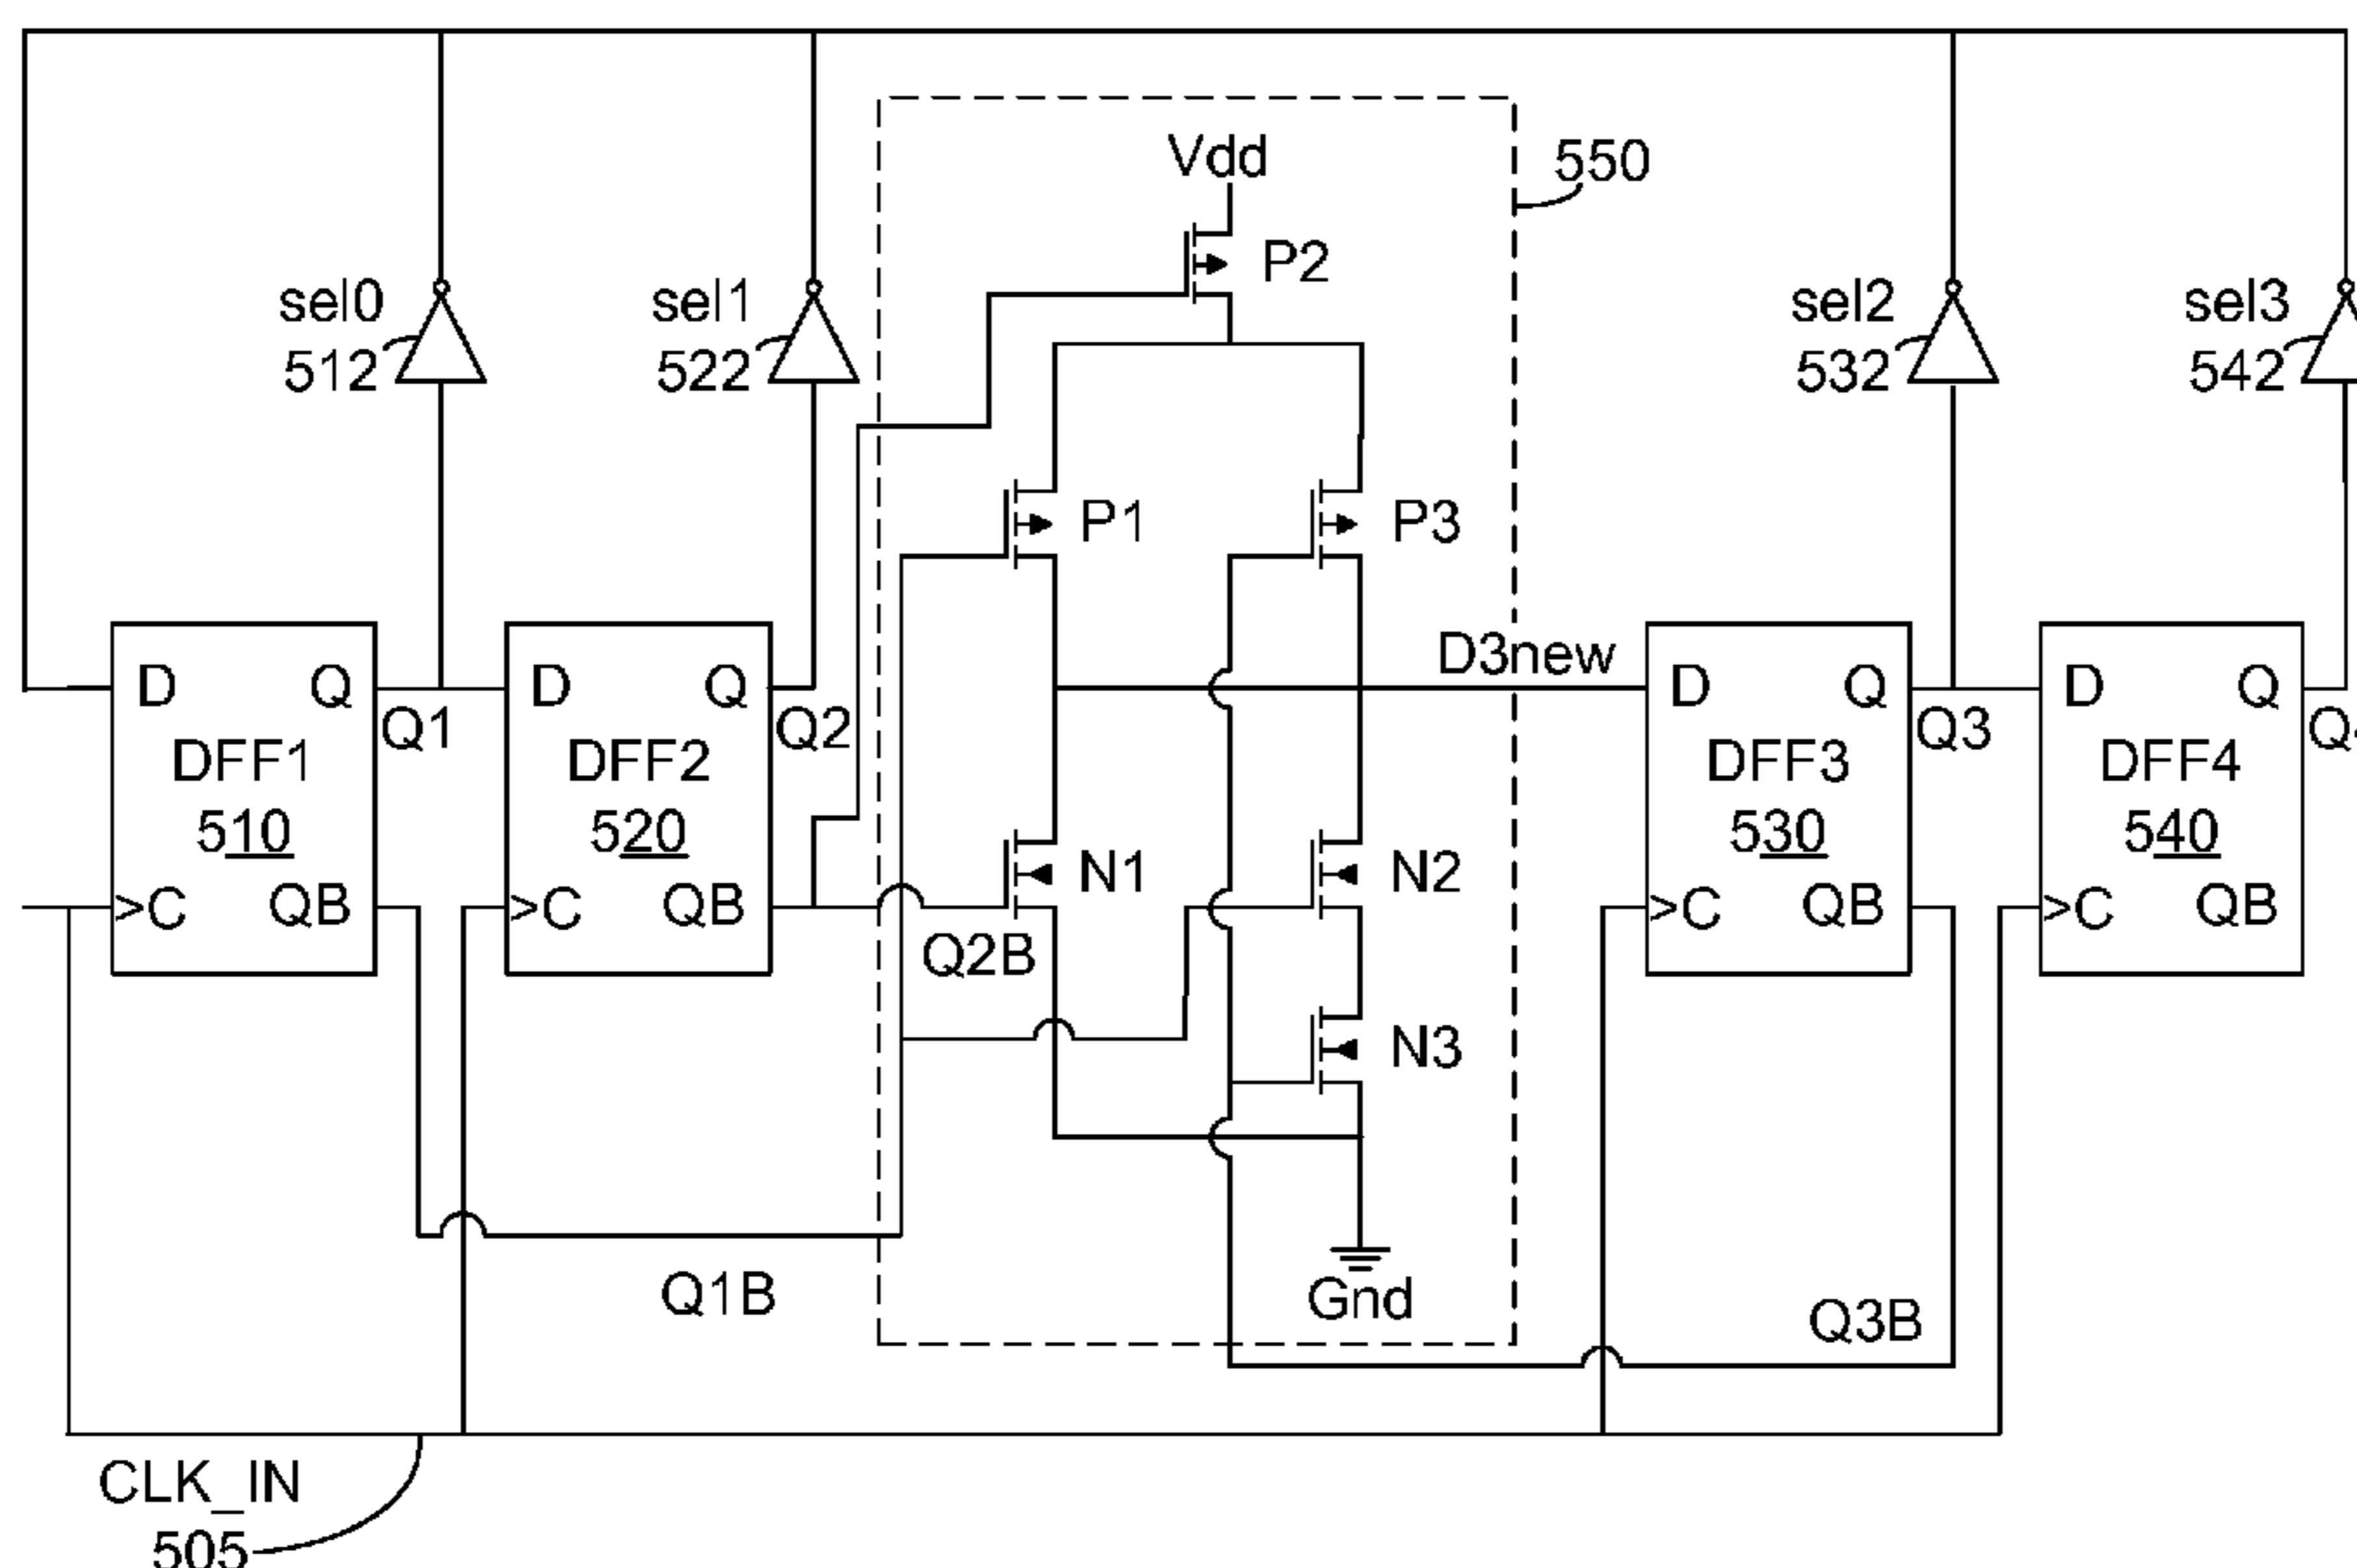 Vdd
550
P2
sel0
512
sel1
522
sel2
532
sel3
542
P1
P3
D3new
D
Q
Q1
DFF1
510
>C
QB
D
Q
Q2
DFF2
520
>C
QB
N1
N2
Q2B
N3
D
Q
Q3
DFF3
530
>C
QB
D
Q
DFF4
540
>C
QB
Q1B
Gnd
Q3B
CLK_IN
505